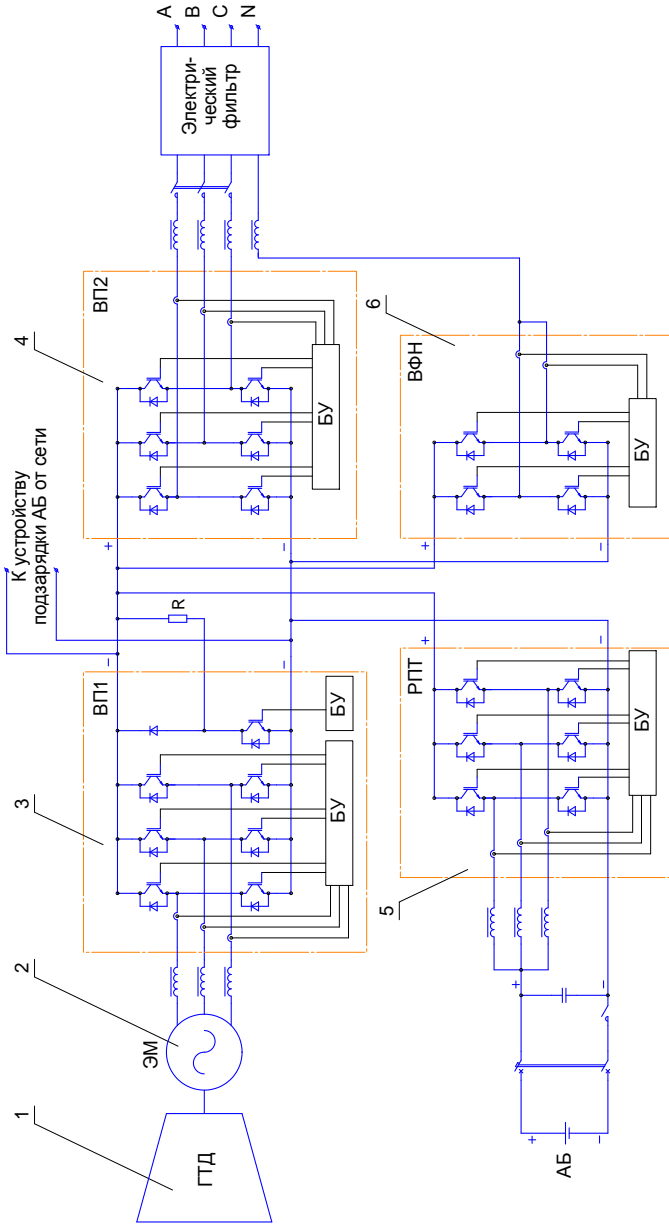 1
2
3
4
ГТД
ЭМ
ВП1
БУ
БУ
R
К устройству
подзарядки АБ от сети
–
–
+
–
ВП2
БУ
Электри-
ческий
фильтр
A
B
C
N
АБ
+
–
+
–
5
РПТ
+
–
БУ
6
ВФН
+
–
БУ